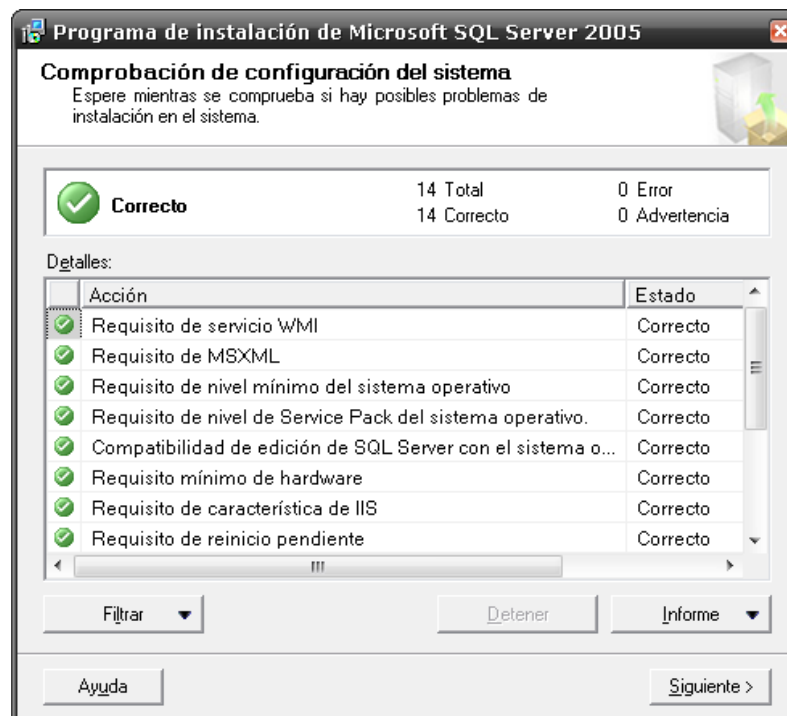 Programa de instalación de Microsoft SQL Server 2005
Comprobación de configuración del sistema
Espere mientras se comprueba si hay posibles problemas de
instalación en el sistema.
Correcto
14 Total
0 Error
14 Correcto
0 Advertencia
Detalles:
Acción Estado
Requisito de servicio WMI Correcto
Requisito de MSXML Correcto
Requisito de nivel mínimo del sistema operativo Correcto
Requisito de nivel de Service Pack del sistema operativo. Correcto
Compatibilidad de edición de SQL Server con el sistema o... Correcto
Requisito mínimo de hardware Correcto
Requisito de característica de IIS Correcto
Requisito de reinicio pendiente Correcto
Filtrar Detener Informe
Ayuda Siguiente >